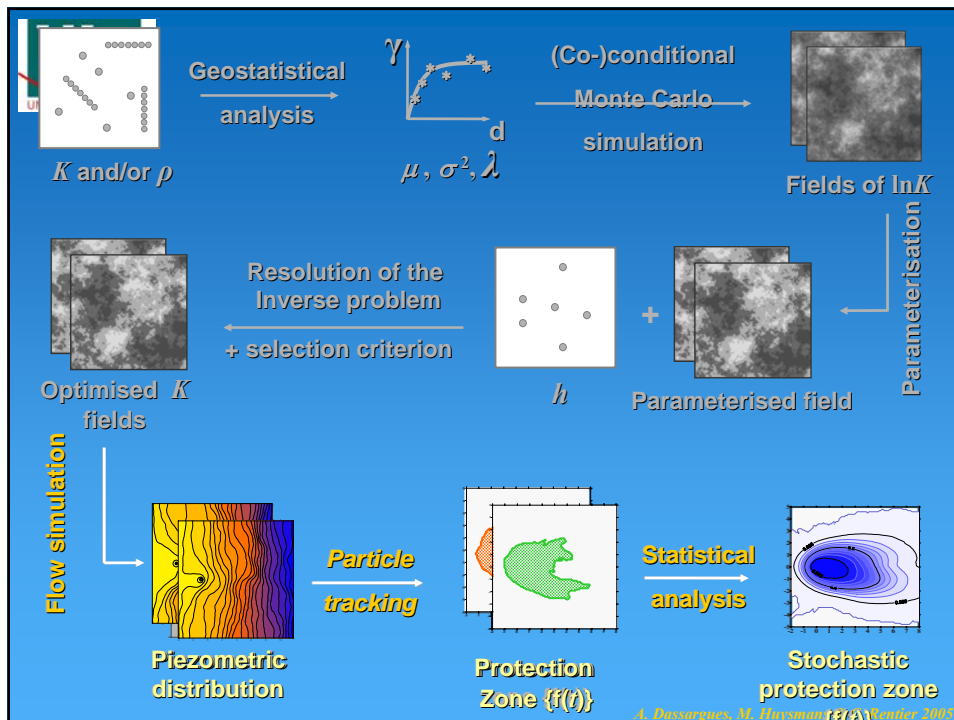 UN
Geostatistical
analysis
γ
d
μ, σ², λ
(Co-)conditional
Monte Carlo
simulation
K and/or ρ
Fields of lnK
Parameterisation
Resolution of the
Inverse problem
+ selection criterion
+
Optimised K
fields
h
Parameterised field
Flow simulation
Particle
tracking
Statistical
analysis
Piezometric
distribution
Protection
Zone {f(t)}
Stochastic
protection zone
A. Dassargues, M. Huysmans Rentier 2005